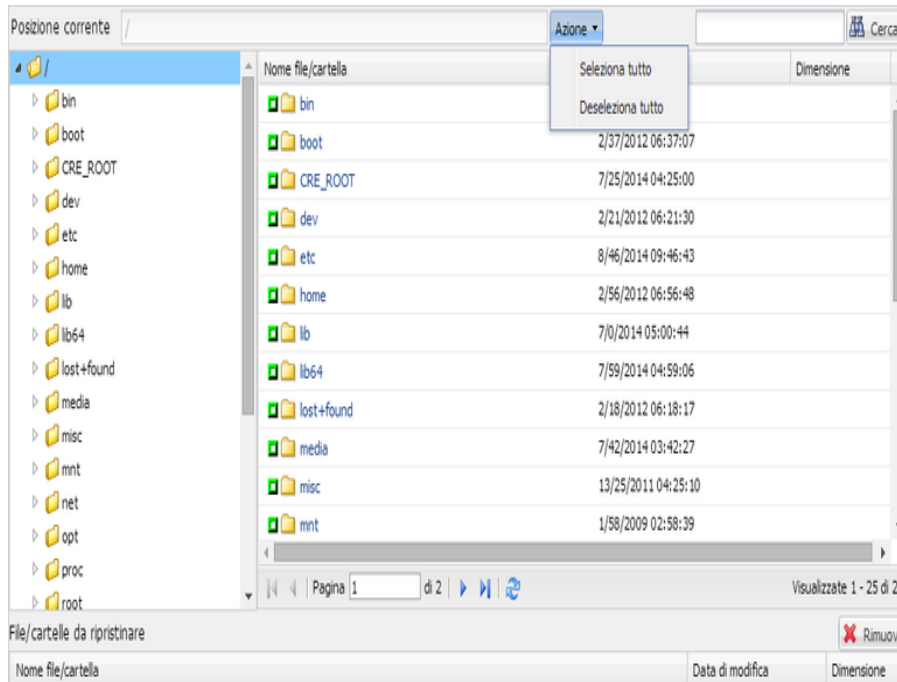 Posizione corrente / Azione Cerca
/ Nome file/cartella Seleziona tutto Dimensione
bin
boot
CRE_ROOT
dev
etc
home
lib
lib64
lost+found
media
misc
mnt
net
opt
proc
root
Deseleziona tutto
bin
boot 2/37/2012 06:37:07
CRE_ROOT 7/25/2014 04:25:00
dev 2/21/2012 06:21:30
etc 8/46/2014 09:46:43
home 2/56/2012 06:56:48
lib 7/0/2014 05:00:44
lib64 7/59/2014 04:59:06
lost+found 2/18/2012 06:18:17
media 7/42/2014 03:42:27
misc 13/25/2011 04:25:10
mnt 1/58/2009 02:58:39
Pagina 1 di 2 Visualizzate 1 - 25 di 2
File/cartelle da ripristinare Rimuov
Nome file/cartella Data di modifica Dimensione